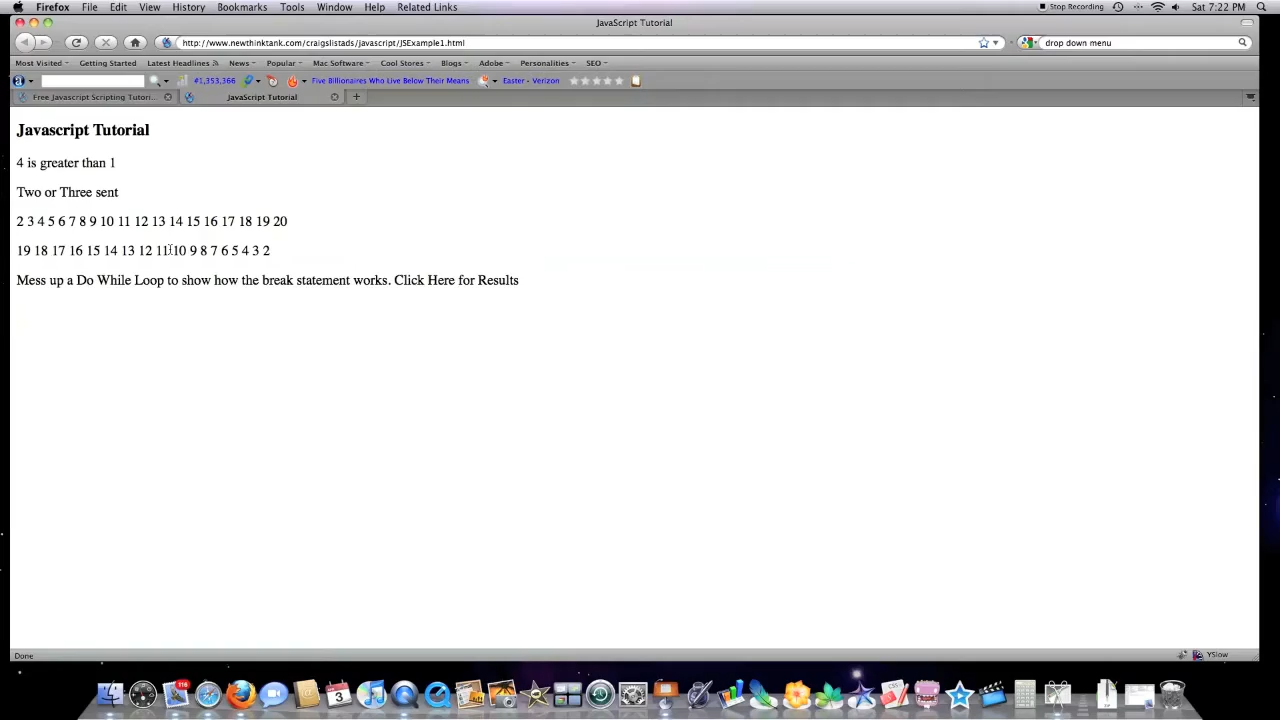 Firefox File Edit View History Bookmarks Tools Window Help Related Links Stop Recording Sat 7:22 PM
JavaScript Tutorial
http://www.newthinktank.com/craigslistads/javascript/JSExample1.html drop down menu
Most Visited Getting Started Latest Headlines News Popular Mac Software Cool Stores Blogs Adobe Personalities SEO
a #1,353,366 Five Billionaires Who Live Below Their Means Easter - Verizon
Free Javascript Scripting Tutori... JavaScript Tutorial
Javascript Tutorial
4 is greater than 1
Two or Three sent
2 3 4 5 6 7 8 9 10 11 12 13 14 15 16 17 18 19 20
19 18 17 16 15 14 13 12 11 10 9 8 7 6 5 4 3 2
Mess up a Do While Loop to show how the break statement works. Click Here for Results
Done YSlow
116 3